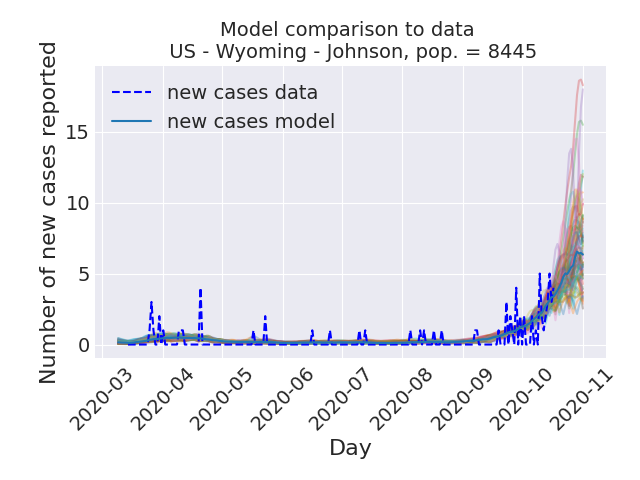 Model comparison to data
US - Wyoming - Johnson, pop. = 8445
Number of new cases reported
new cases data
new cases model
15
10
5
0
2020-03
2020-04
2020-05
2020-06
2020-07
2020-08
2020-09
2020-10
2020-11
Day